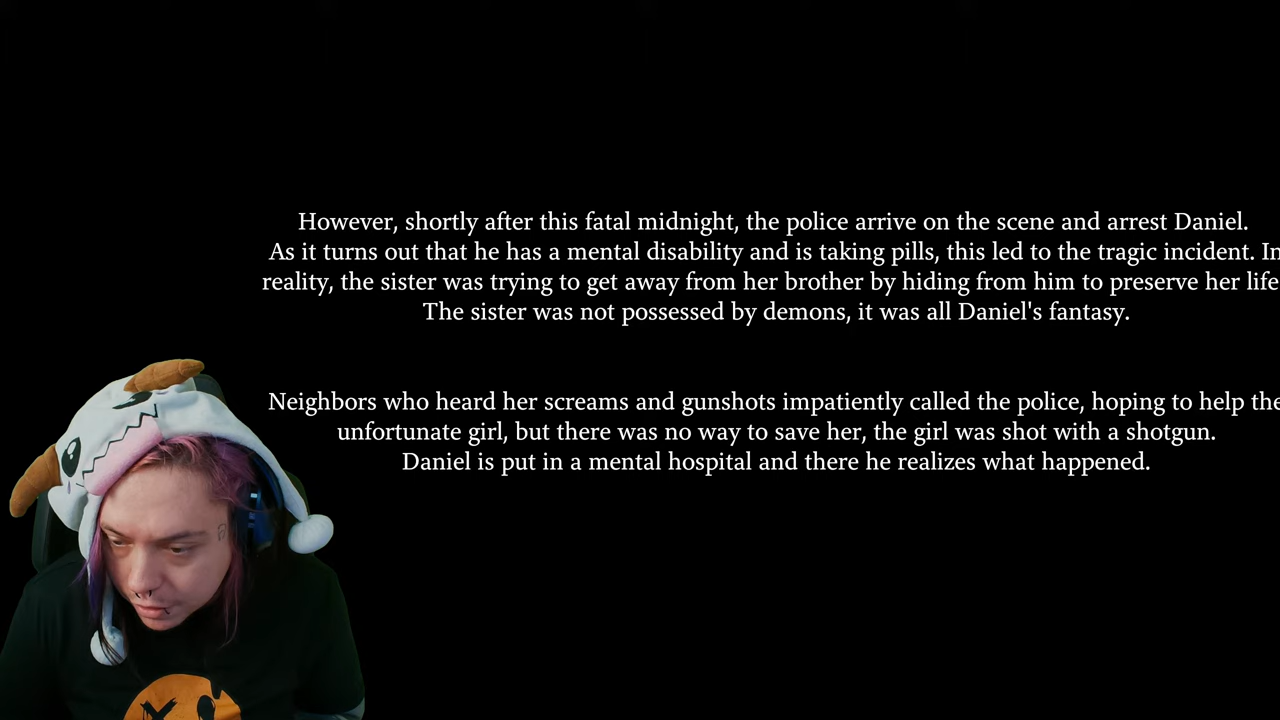 However, shortly after this fatal midnight, the police arrive on the scene and arrest Daniel.
As it turns out that he has a mental disability and is taking pills, this led to the tragic incident. In
reality, the sister was trying to get away from her brother by hiding from him to preserve her life
The sister was not possessed by demons, it was all Daniel's fantasy.
Neighbors who heard her screams and gunshots impatiently called the police, hoping to help the
unfortunate girl, but there was no way to save her, the girl was shot with a shotgun.
Daniel is put in a mental hospital and there he realizes what happened.